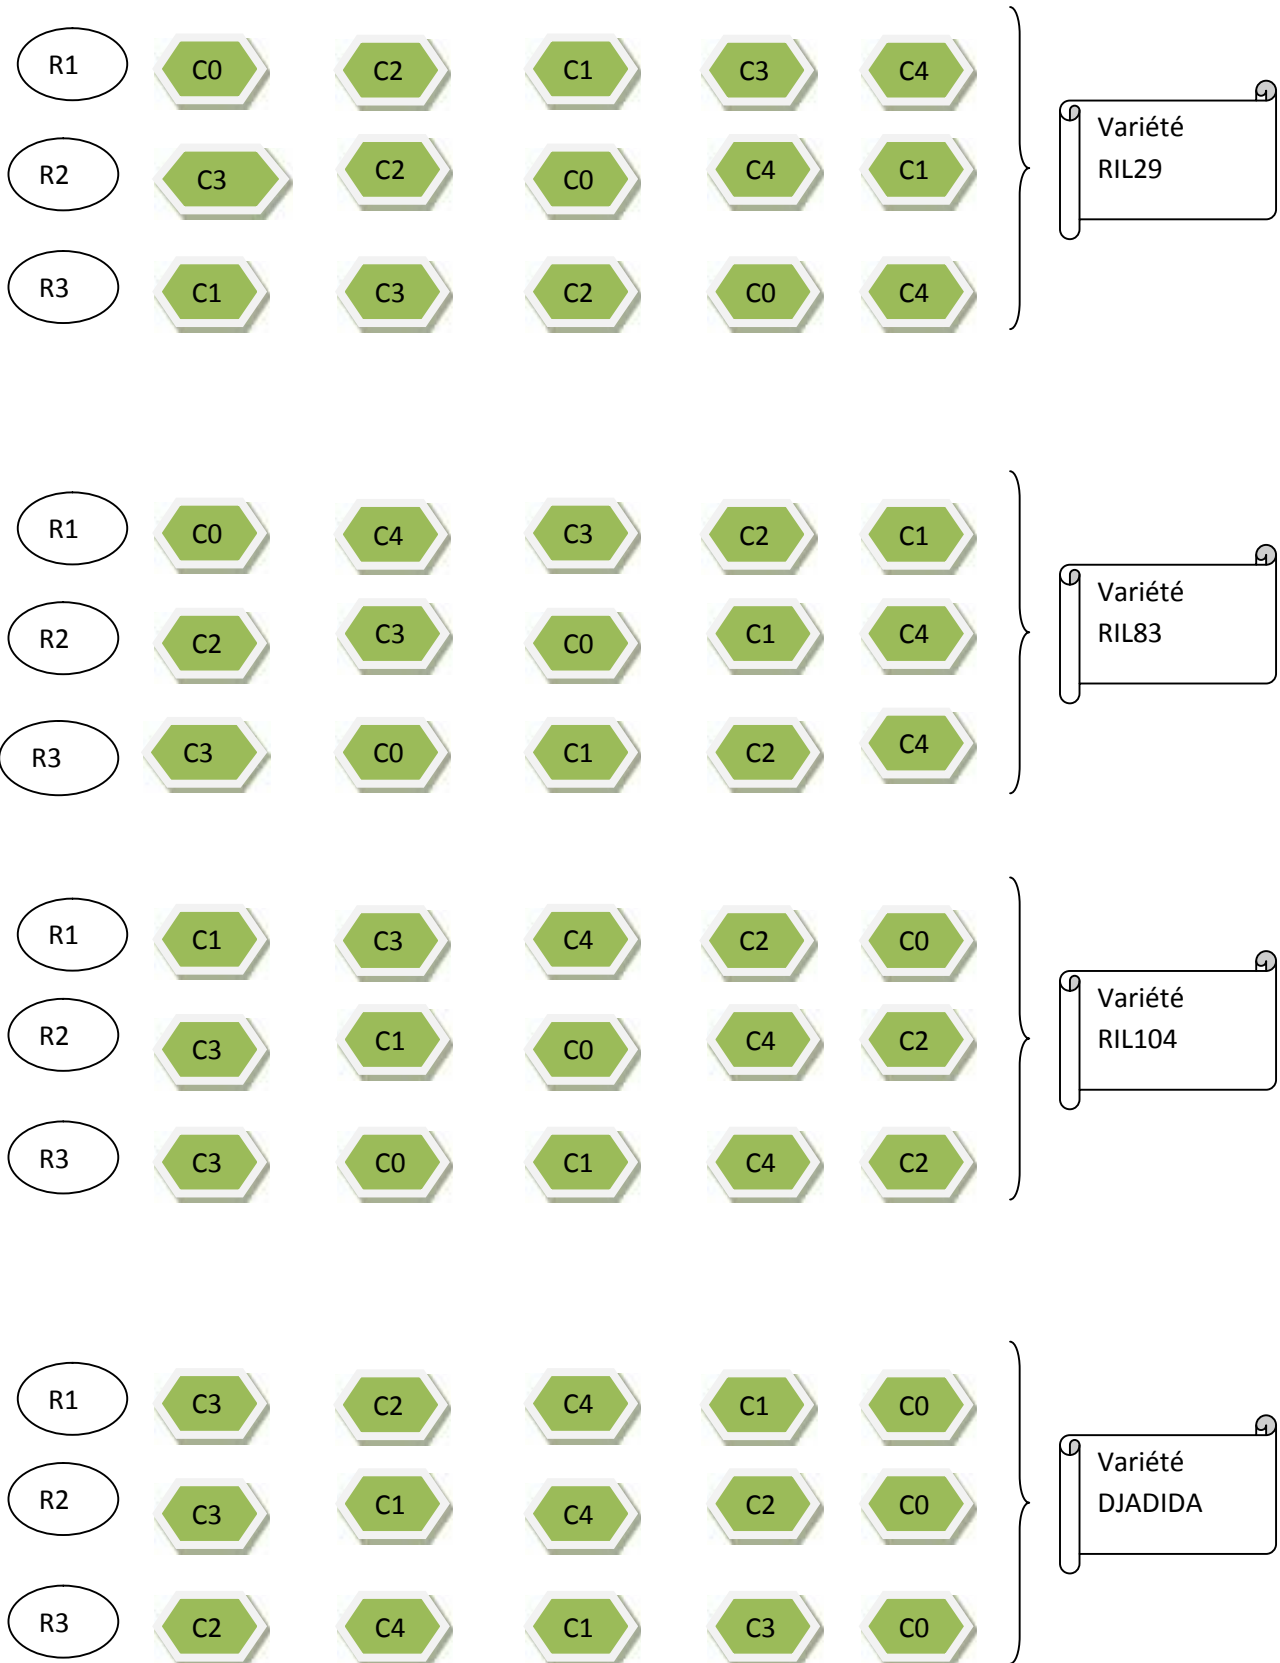 R1 C0 C2 C1 C3 C4
R2 C3 C2 C0 C4 C1
R3 C1 C3 C2 C0 C4
Variété
RIL29
R1 C0 C4 C3 C2 C1
R2 C2 C3 C0 C1 C4
R3 C3 C0 C1 C2 C4
Variété
RIL83
R1 C1 C3 C4 C2 C0
R2 C3 C1 C0 C4 C2
R3 C3 C0 C1 C4 C2
Variété
RIL104
R1 C3 C2 C4 C1 C0
R2 C3 C1 C4 C2 C0
R3 C2 C4 C1 C3 C0
Variété
DJADIDA